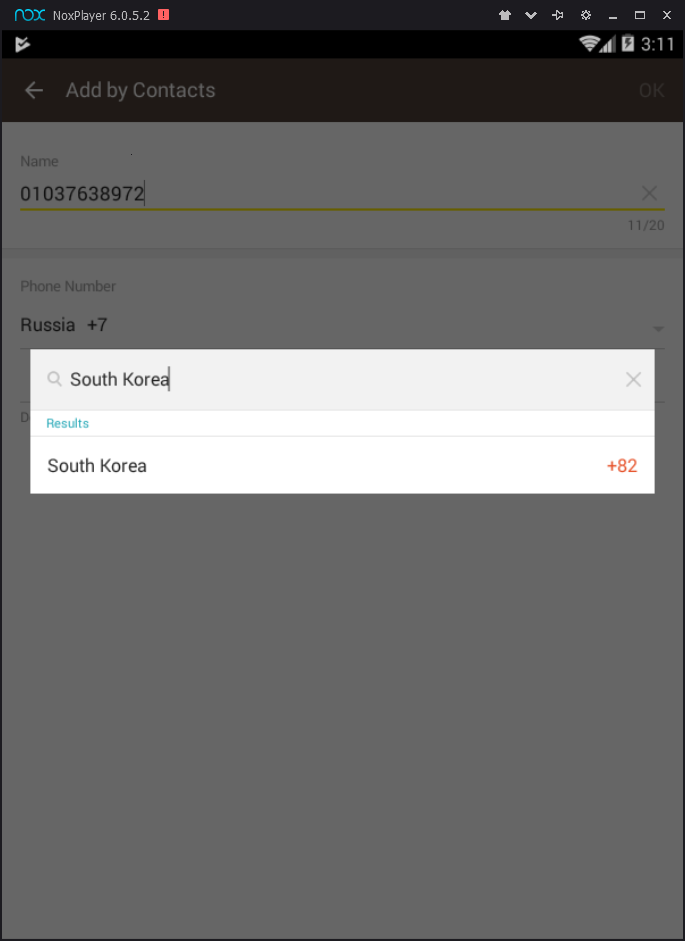 nox NoxPlayer 6.0.5.2
3:11
Add by Contacts OK
Name
01037638972
11/20
Phone Number
Russia +7
South Korea
D
Results
South Korea +82